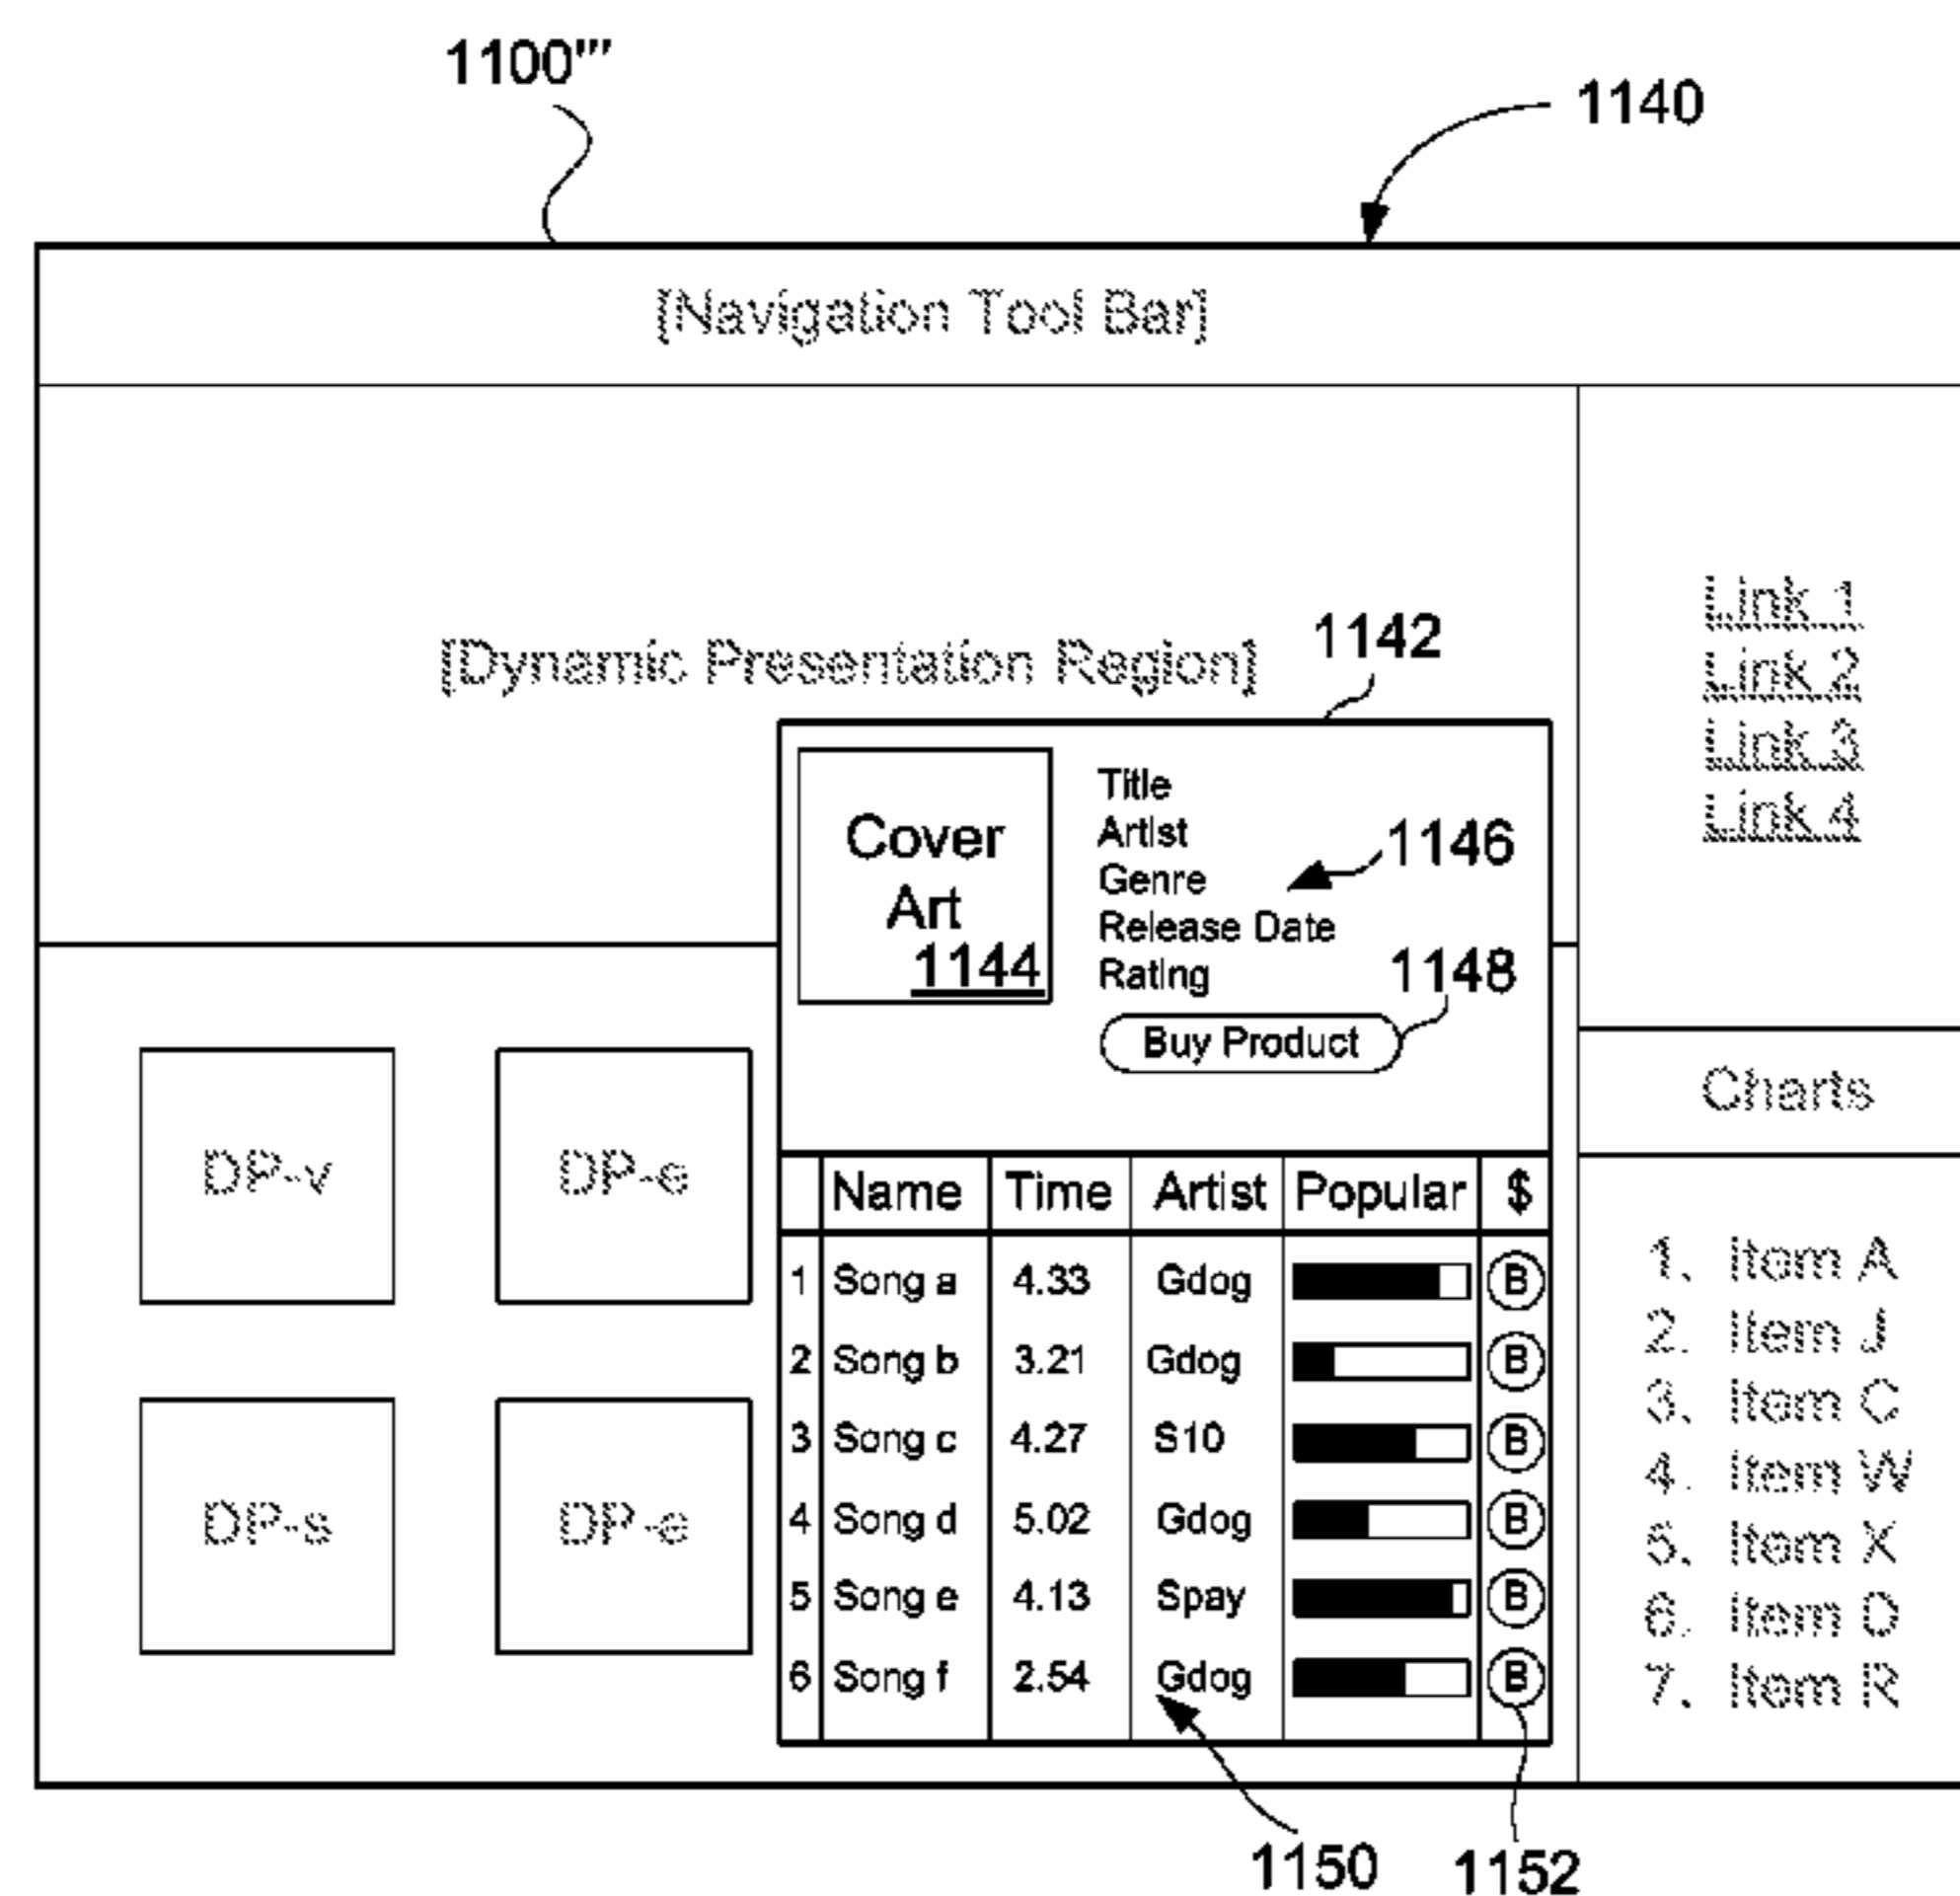 1100'''
1140
[Navigation Tool Bar]
[Dynamic Presentation Region]
Link 1
Link 2
Link 3
Link 4
1142
Cover
Art
1144
Title
Artist
Genre
Release Date
Rating
1146
1148
Buy Product
DP-v
DP-e
DP-s
DP-e
Name Time Artist Popular $
1 Song a 4.33 Gdog B
2 Song b 3.21 Gdog B
3 Song c 4.27 S10 B
4 Song d 5.02 Gdog B
5 Song e 4.13 Spay B
6 Song f 2.54 Gdog B
Charts
1. Item A
2. Item J
3. Item C
4. Item W
5. Item X
6. Item D
7. Item R
1150
1152